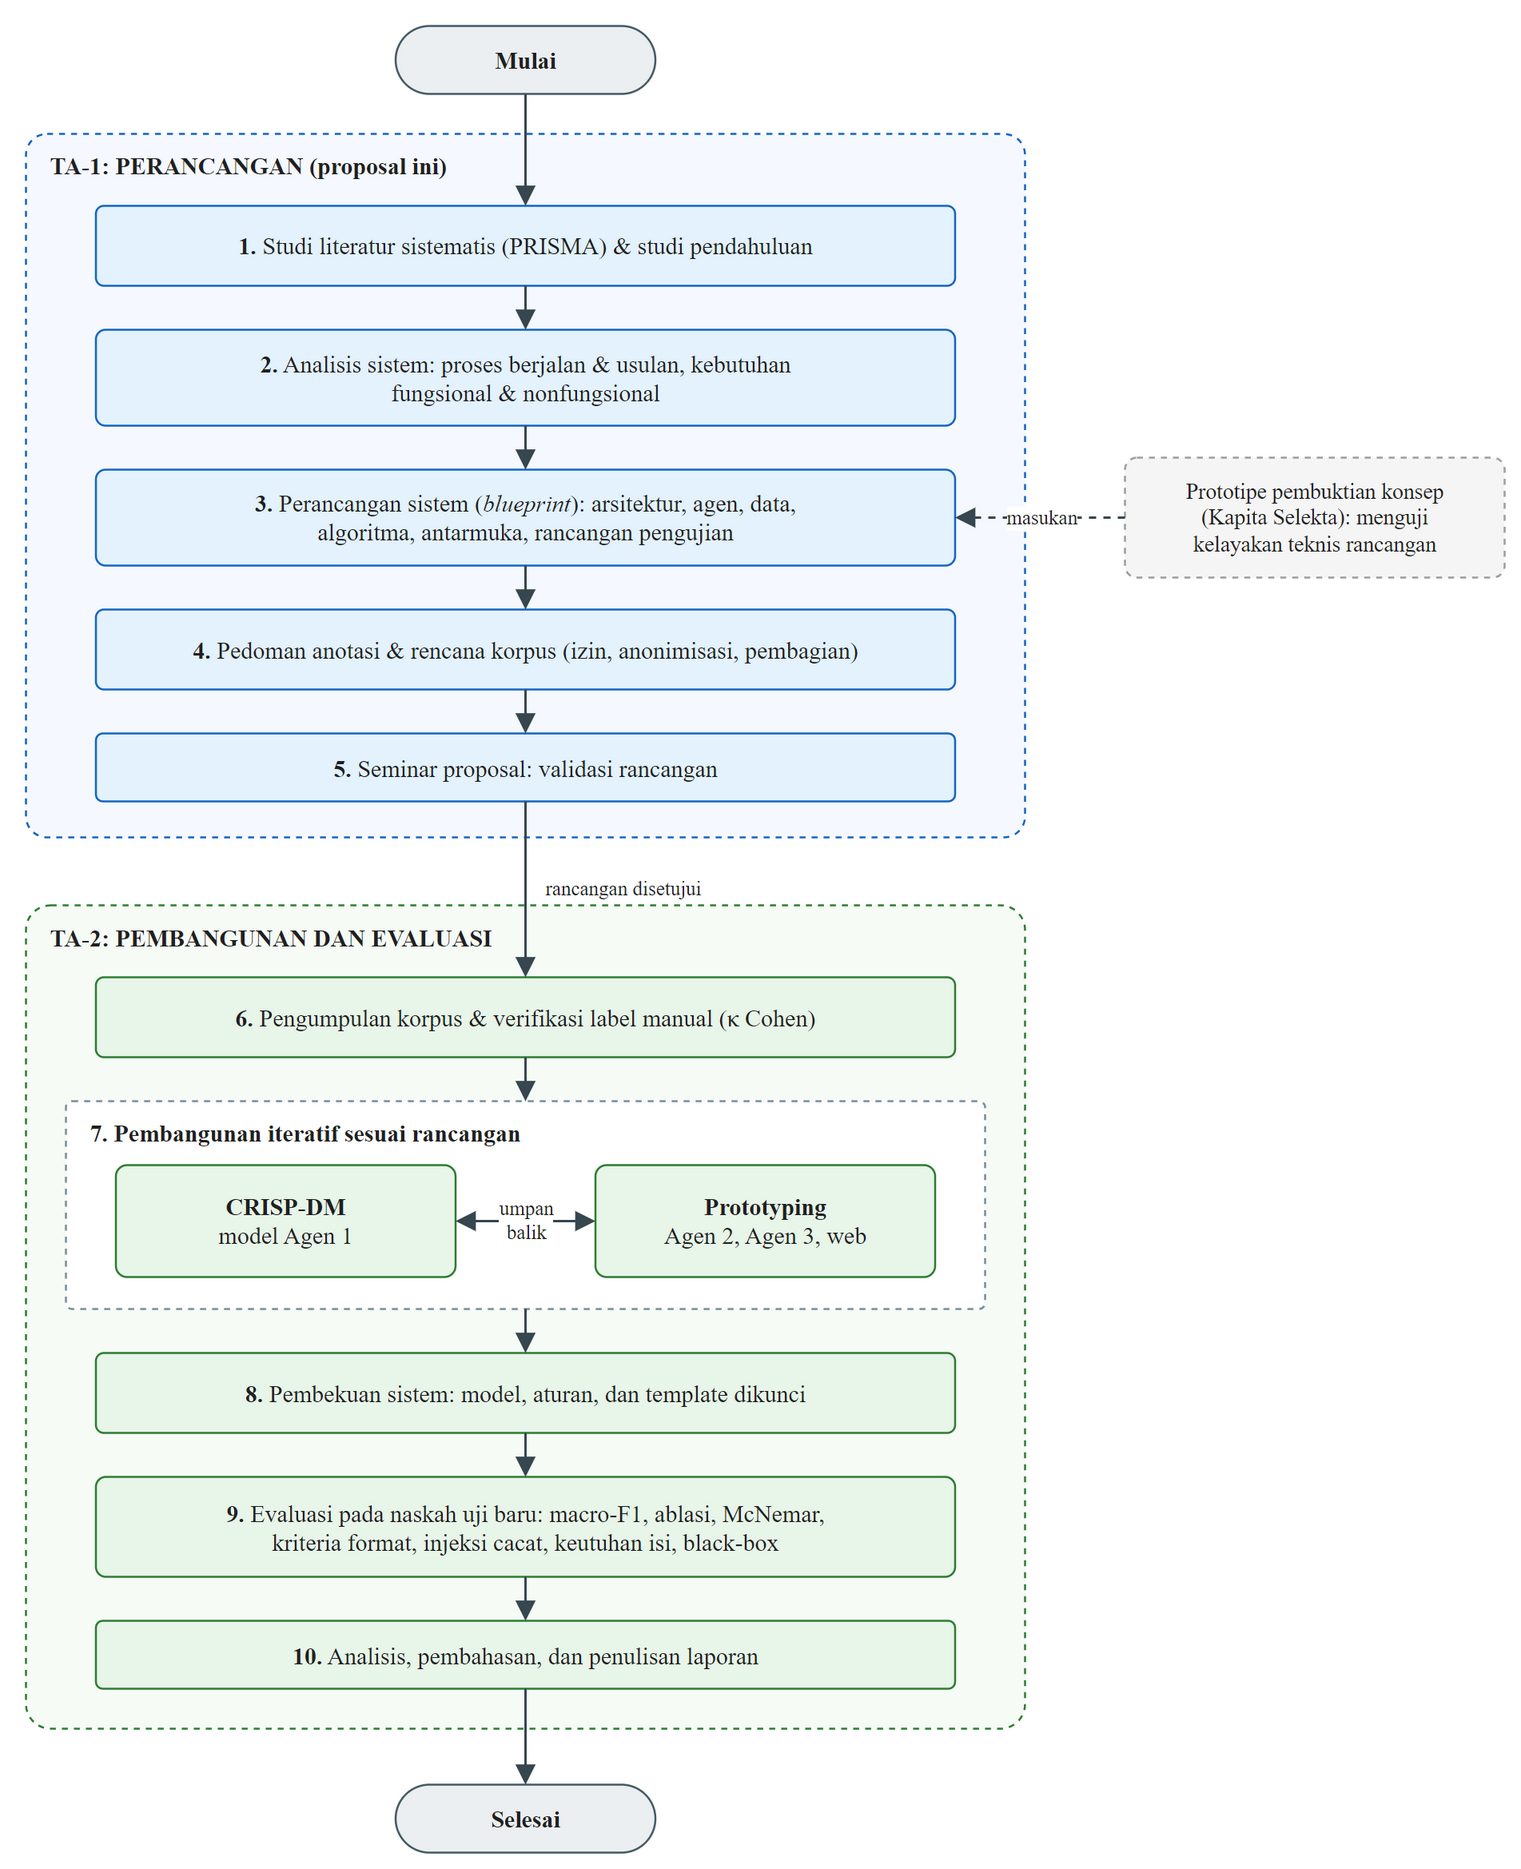 Mulai
TA-1: PERANCANGAN (proposal ini)
1. Studi literatur sistematis (PRISMA) & studi pendahuluan
2. Analisis sistem: proses berjalan & usulan, kebutuhan
fungsional & nonfungsional
3. Perancangan sistem (blueprint): arsitektur, agen, data,
algoritma, antarmuka, rancangan pengujian
masukan
Prototipe pembuktian konsep
(Kapita Selekta): menguji
kelayakan teknis rancangan
4. Pedoman anotasi & rencana korpus (izin, anonimisasi, pembagian)
5. Seminar proposal: validasi rancangan
rancangan disetujui
TA-2: PEMBANGUNAN DAN EVALUASI
6. Pengumpulan korpus & verifikasi label manual (κ Cohen)
7. Pembangunan iteratif sesuai rancangan
CRISP-DM
model Agen 1
umpan
balik
Prototyping
Agen 2, Agen 3, web
8. Pembekuan sistem: model, aturan, dan template dikunci
9. Evaluasi pada naskah uji baru: macro-F1, ablasi, McNemar,
kriteria format, injeksi cacat, keutuhan isi, black-box
10. Analisis, pembahasan, dan penulisan laporan
Selesai